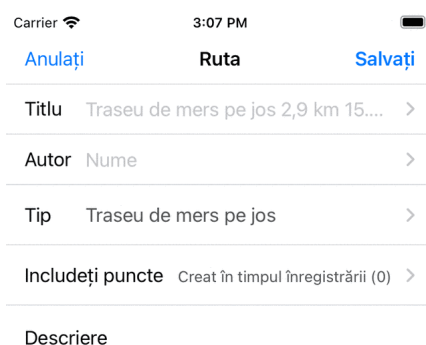 Carrier 3:07 PM
Anulați Ruta Salvați
Titlu Traseu de mers pe jos 2,9 km 15....
Autor Nume
Tip Traseu de mers pe jos
Includeți puncte Creat în timpul înregistrării (0)
Descriere